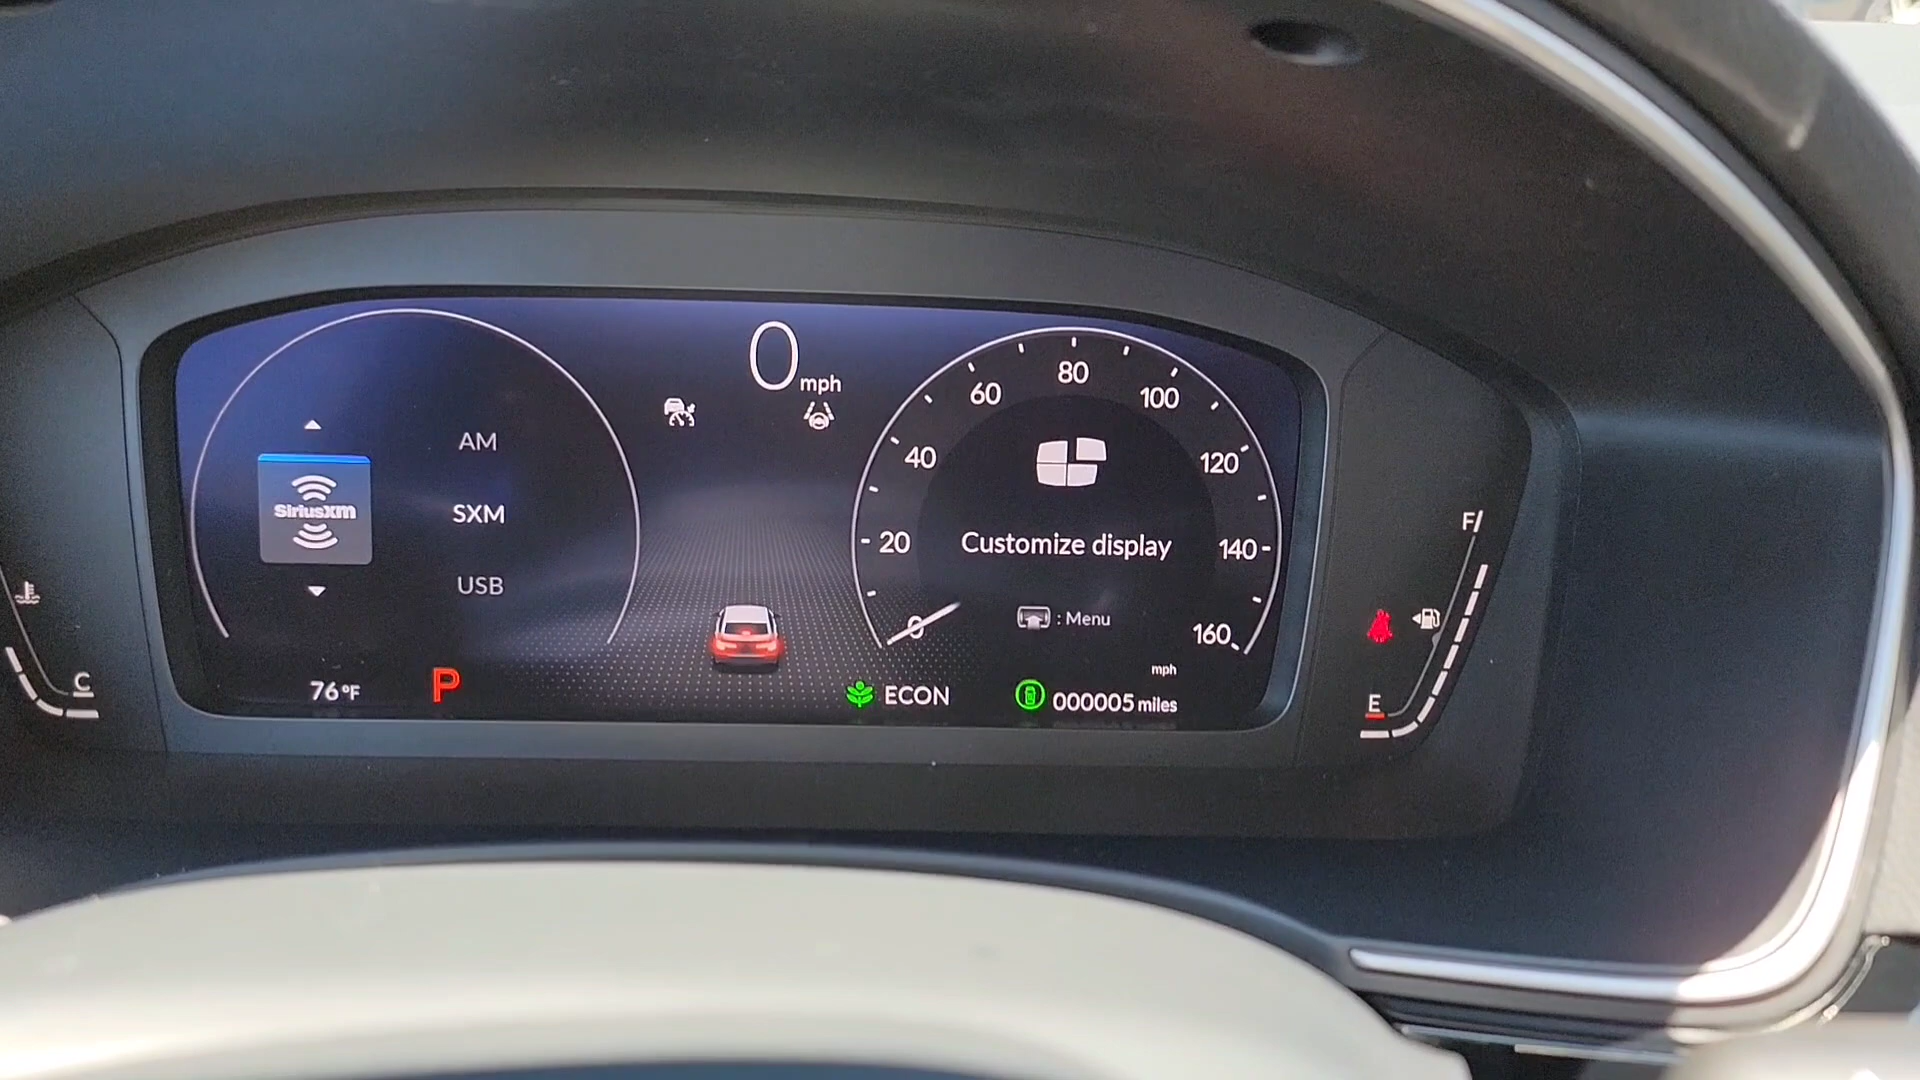 0 mph
AM
SiriusXM
SXM
USB
76°F
P
0
20
40
60
80
100
120
140
160
mph
Customize display
: Menu
ECON
000005 miles
C
F
E